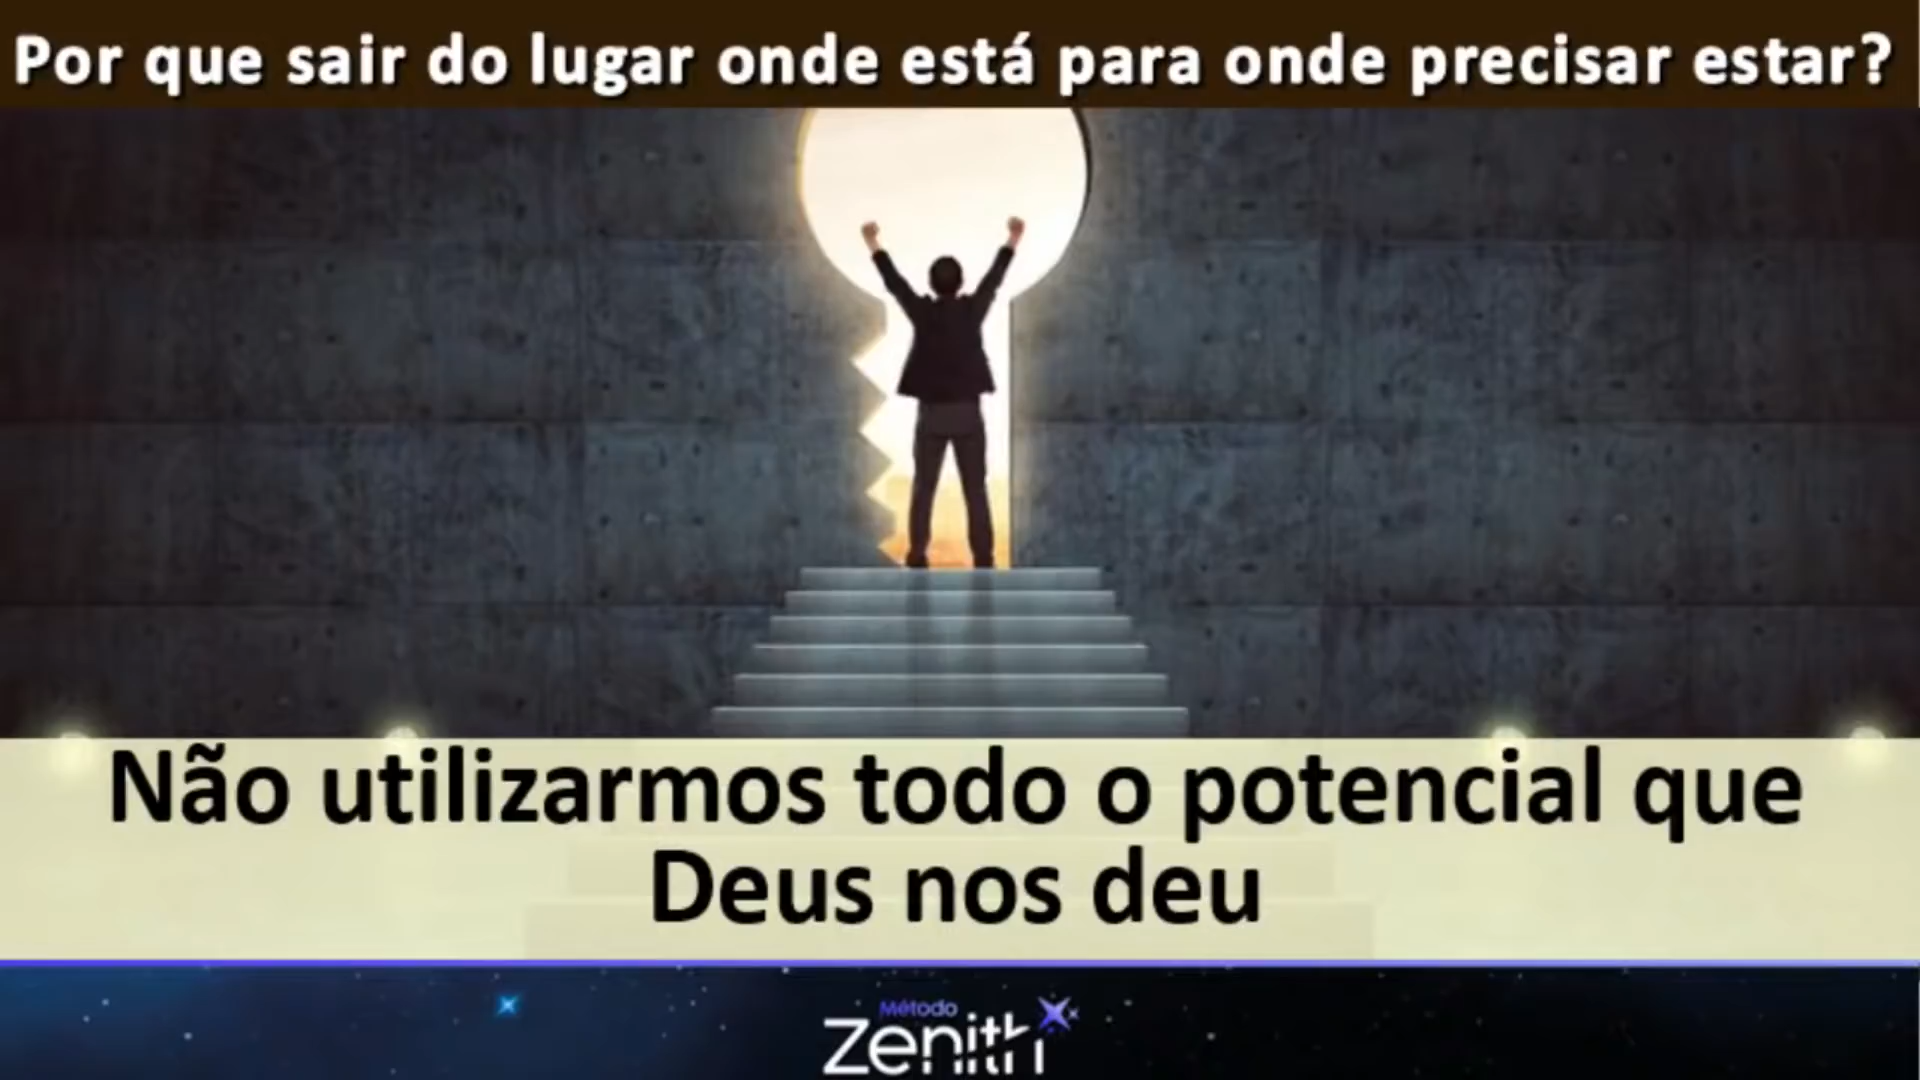 Por que sair do lugar onde está para onde precisar estar?
Não utilizarmos todo o potencial que
Deus nos deu
Método
Zenith